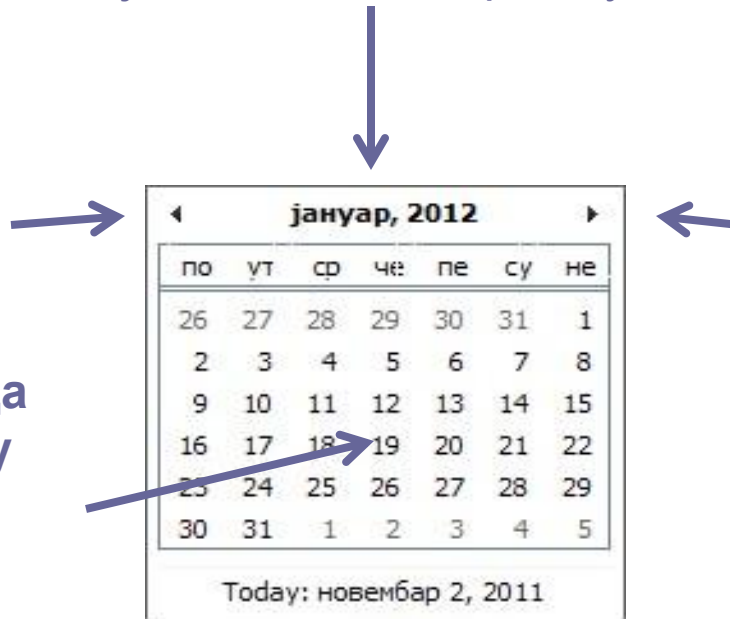 јануар, 2012
по ут ср че пе су не
26 27 28 29 30 31 1
2 3 4 5 6 7 8
9 10 11 12 13 14 15
16 17 18 19 20 21 22
23 24 25 26 27 28 29
30 31 1 2 3 4 5
Today: новембар 2, 2011